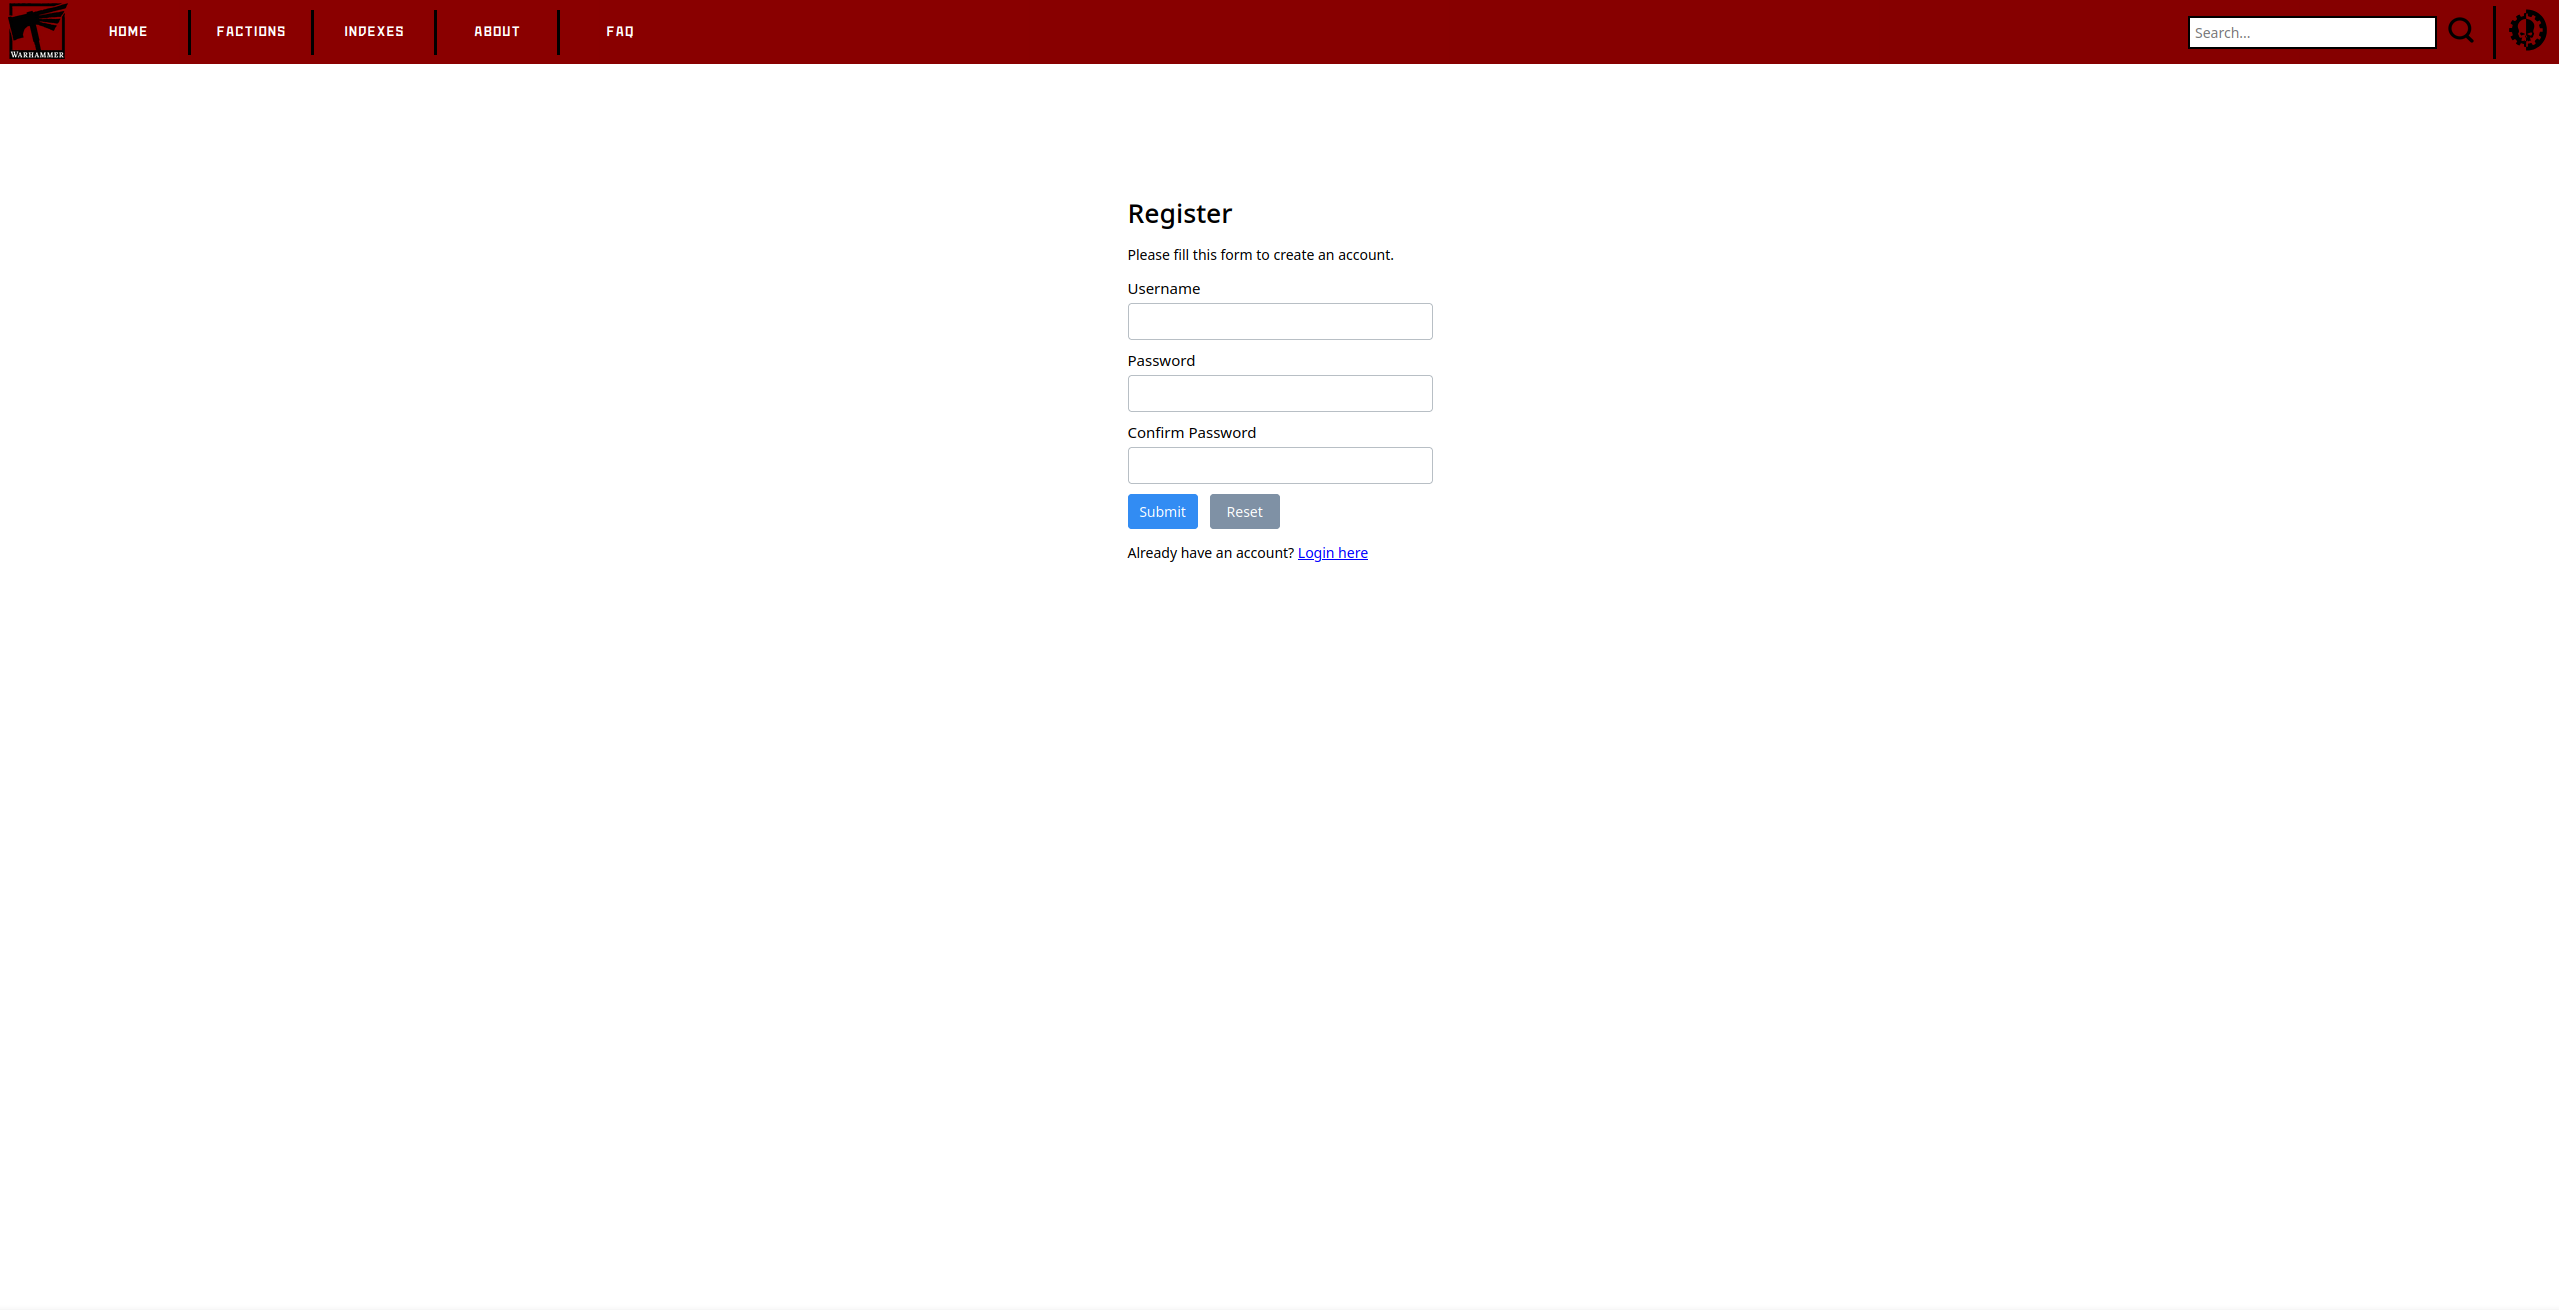 WARHAMMER
HOME FACTIONS INDEXES ABOUT FAQ Search...
Register
Please fill this form to create an account.
Username
Password
Confirm Password
Submit Reset
Already have an account? Login here